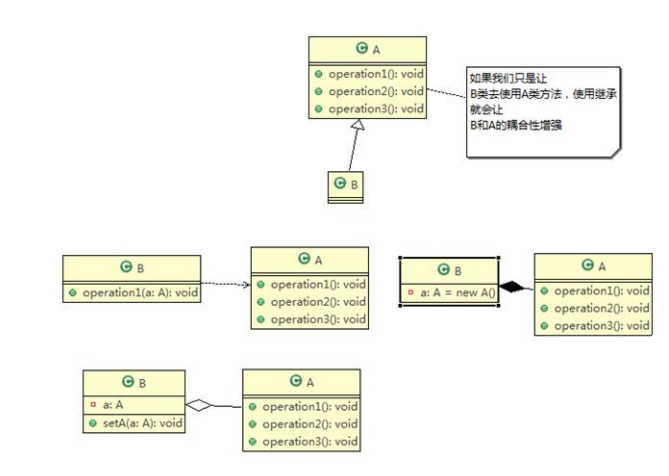 A
operation1(): void
operation2(): void
operation3(): void
如果我们只是让
B类去使用A类方法，使用继承
就会让
B和A的耦合性增强
B
B
operation1(a: A): void
A
operation1(): void
operation2(): void
operation3(): void
B
a: A = new A()
A
operation1(): void
operation2(): void
operation3(): void
B
a: A
setA(a: A): void
A
operation1(): void
operation2(): void
operation3(): void